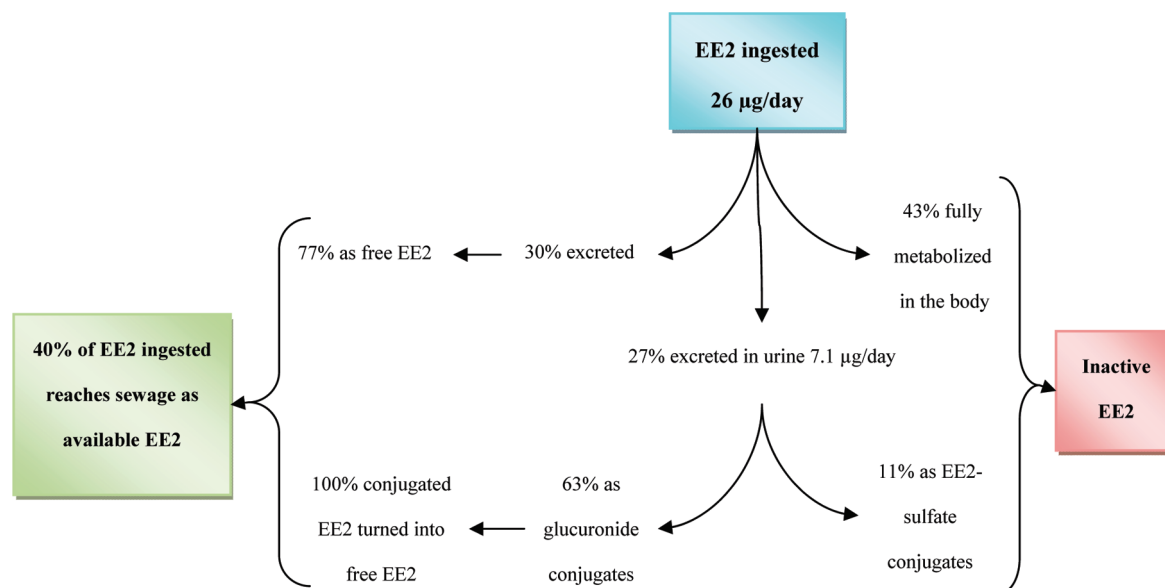 EE2 ingested
26 µg/day
43% fully
metabolized
in the body
77% as free EE2
30% excreted
27% excreted in urine 7.1 µg/day
40% of EE2 ingested
reaches sewage as
available EE2
Inactive
EE2
100% conjugated
EE2 turned into
free EE2
63% as
glucuronide
conjugates
11% as EE2-
sulfate
conjugates